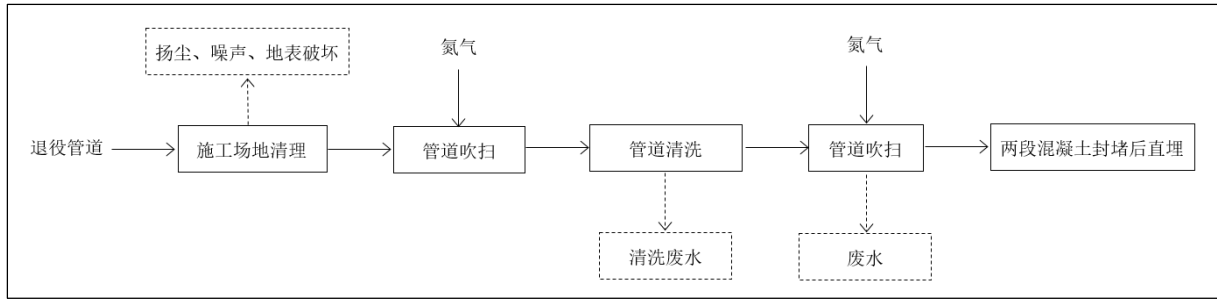 扬尘、噪声、地表破坏
氮气
氮气
退役管道
施工场地清理
管道吹扫
管道清洗
管道吹扫
两段混凝土封堵后直埋
清洗废水
废水